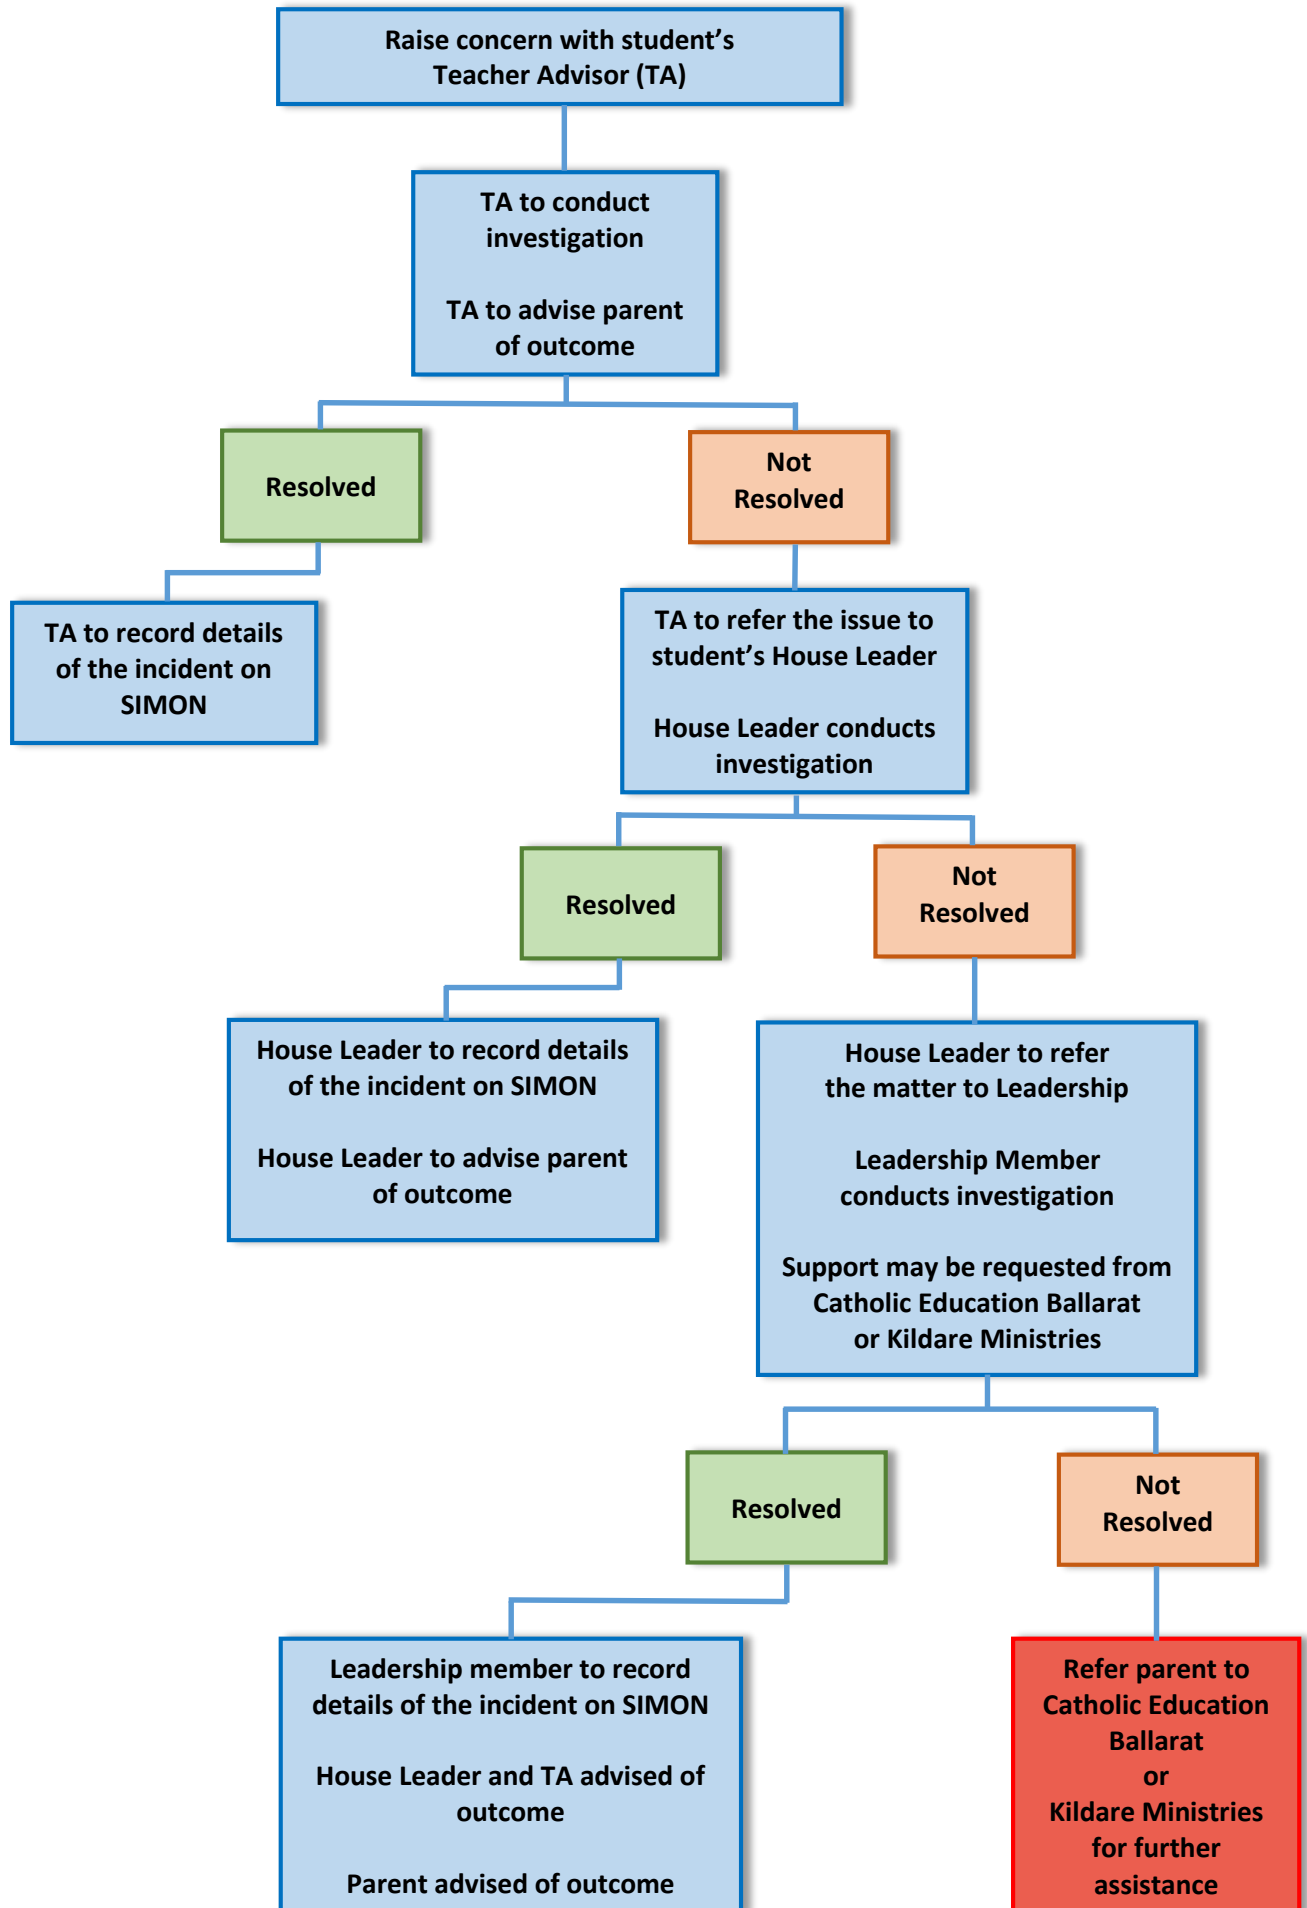 Raise concern with student’s
Teacher Advisor (TA)
TA to conduct
investigation
TA to advise parent
of outcome
Resolved
Not
Resolved
TA to record details
of the incident on
SIMON
TA to refer the issue to
student’s House Leader
House Leader conducts
investigation
Resolved
Not
Resolved
House Leader to record details
of the incident on SIMON
House Leader to advise parent
of outcome
House Leader to refer
the matter to Leadership
Leadership Member
conducts investigation
Support may be requested from
Catholic Education Ballarat
or Kildare Ministries
Resolved
Not
Resolved
Leadership member to record
details of the incident on SIMON
House Leader and TA advised of
outcome
Parent advised of outcome
Refer parent to
Catholic Education
Ballarat
or
Kildare Ministries
for further
assistance